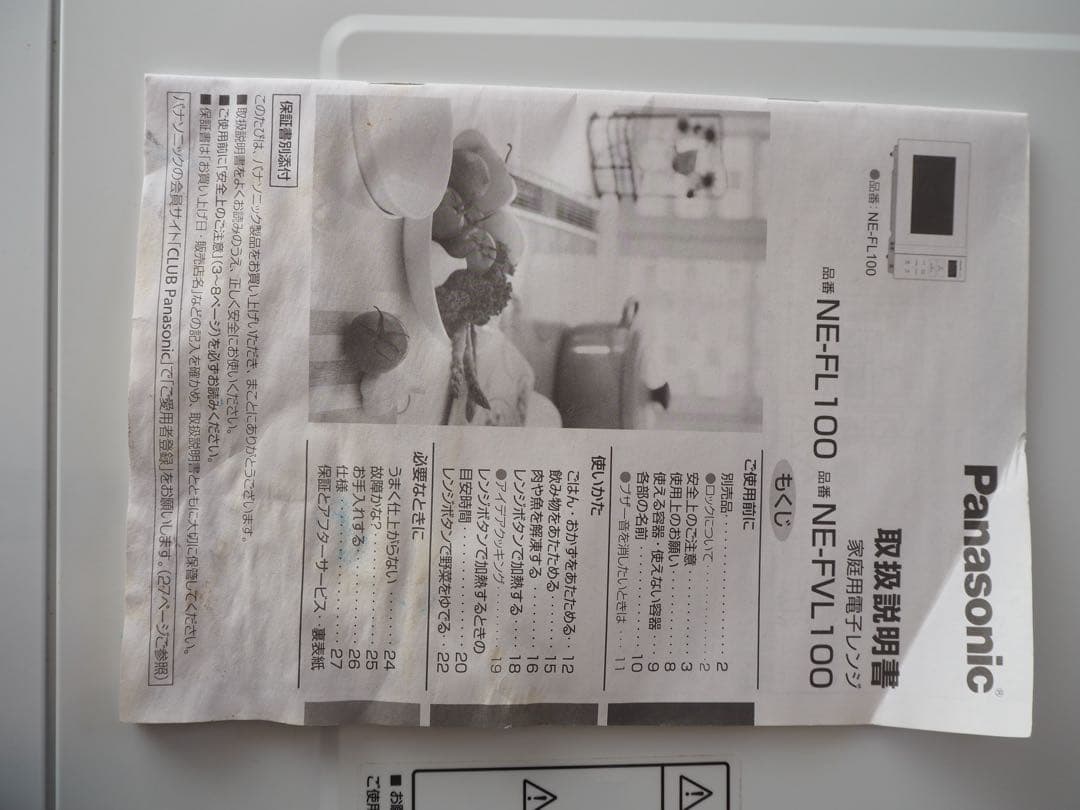 Panasonic®
取扱説明書
家庭用電子レンジ
●品番：NE-FL100
品番 NE-FL100 品番 NE-FVL100
もくじ
ご使用前に
別売品・・・・・・・・・・・・・・・2
●ロックについて・・・・・・・・2
安全上のご注意・・・・・・・・3
使用上のお願い・・・・・・・・8
使える容器・使えない容器・・・9
各部の名前・・・・・・・・・・10
●ブザー音を消したいときは・・・11
使いかた
ごはん・おかずをあたためる・・12
飲み物をあたためる・・・・・・15
肉や魚を解凍する・・・・・・・16
レンジボタンで加熱する・・・・18
●アイデアクッキング・・・・・・19
レンジボタンで加熱するときの
目安時間・・・・・・・・・・・20
レンジボタンで野菜をゆでる・・22
必要なときに
うまく仕上がらない・・・・・・24
故障かな？・・・・・・・・・・25
お手入れする・・・・・・・・・26
仕様・・・・・・・・・・・・・27
保証とアフターサービス・裏表紙
保証書別添付
このたびは、パナソニック製品をお買い上げいただき、まことにありがとうございます。
■取扱説明書をよくお読みのうえ、正しく安全にお使いください。
■ご使用前に「安全上のご注意」(3〜8ページ)を必ずお読みください。
■保証書は「お買い上げ日・販売店名」などの記入を確かめ、取扱説明書とともに大切に保管してください。
パナソニックの会員サイト「CLUB Panasonic」で「ご愛用者登録」をお願いします。(27ページご参照)
■お
ご使用